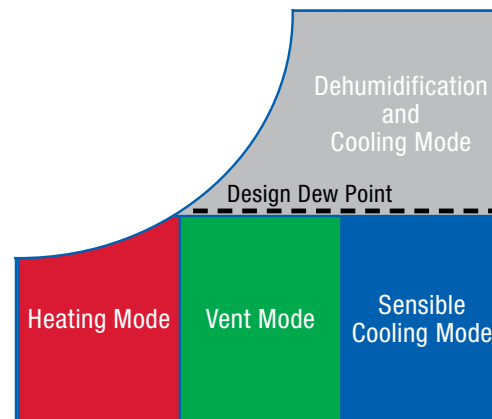 Dehumidification
and
Cooling Mode
Design Dew Point
Heating Mode
Vent Mode
Sensible
Cooling Mode